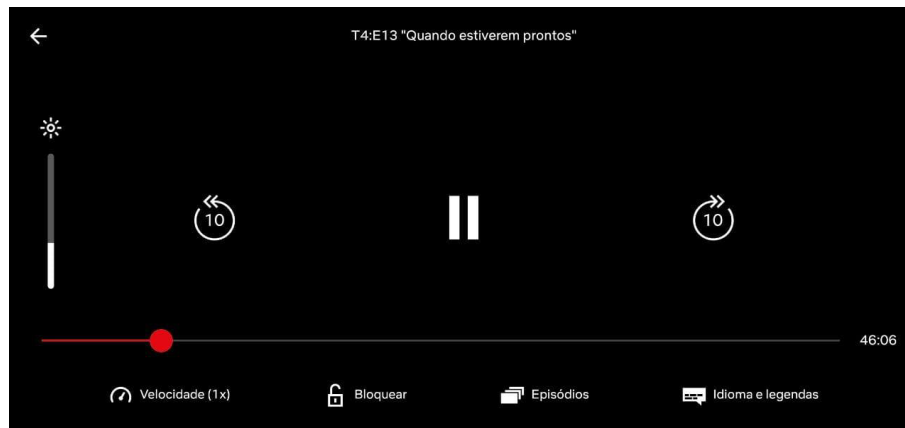 T4:E13 "Quando estiverem prontos"
10
10
46:06
Velocidade (1x)
Bloquear
Episódios
Idioma e legendas